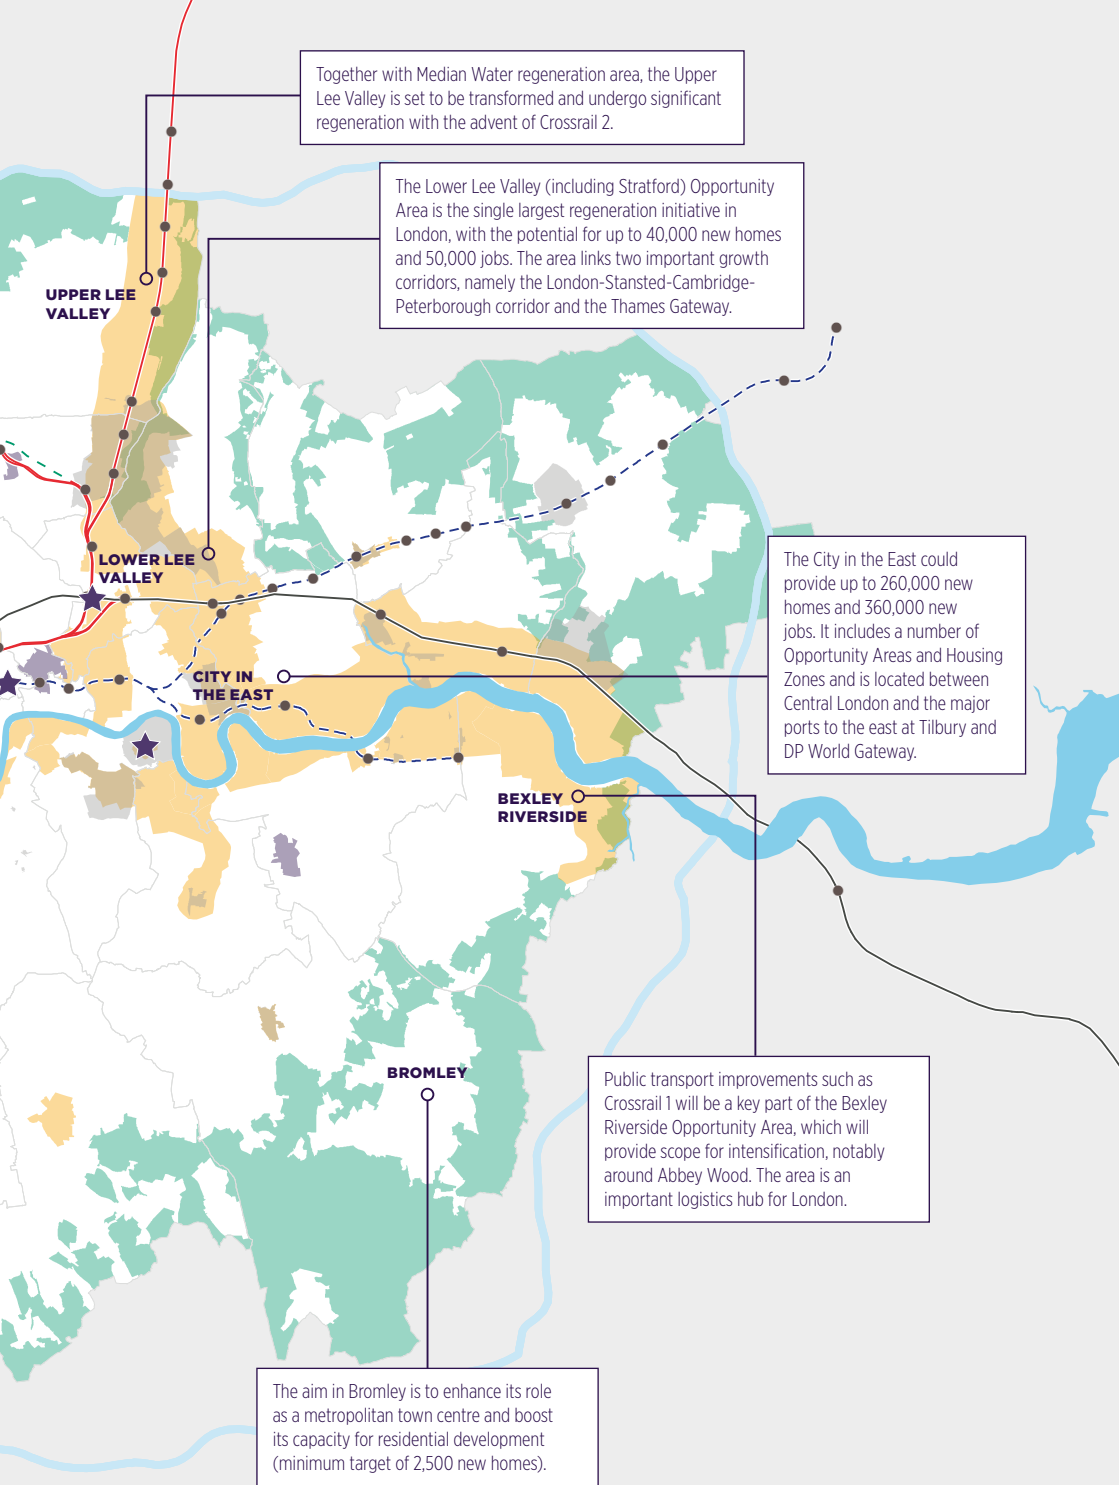 Together with Median Water regeneration area, the Upper
Lee Valley is set to be transformed and undergo significant
regeneration with the advent of Crossrail 2.
The Lower Lee Valley (including Stratford) Opportunity
Area is the single largest regeneration initiative in
London, with the potential for up to 40,000 new homes
and 50,000 jobs. The area links two important growth
corridors, namely the London-Stansted-Cambridge-
Peterborough corridor and the Thames Gateway.
UPPER LEE
VALLEY
LOWER LEE
VALLEY
The City in the East could
provide up to 260,000 new
homes and 360,000 new
jobs. It includes a number of
Opportunity Areas and Housing
Zones and is located between
Central London and the major
ports to the east at Tilbury and
DP World Gateway.
CITY IN
THE EAST
BEXLEY
RIVERSIDE
BROMLEY
Public transport improvements such as
Crossrail 1 will be a key part of the Bexley
Riverside Opportunity Area, which will
provide scope for intensification, notably
around Abbey Wood. The area is an
important logistics hub for London.
The aim in Bromley is to enhance its role
as a metropolitan town centre and boost
its capacity for residential development
(minimum target of 2,500 new homes).